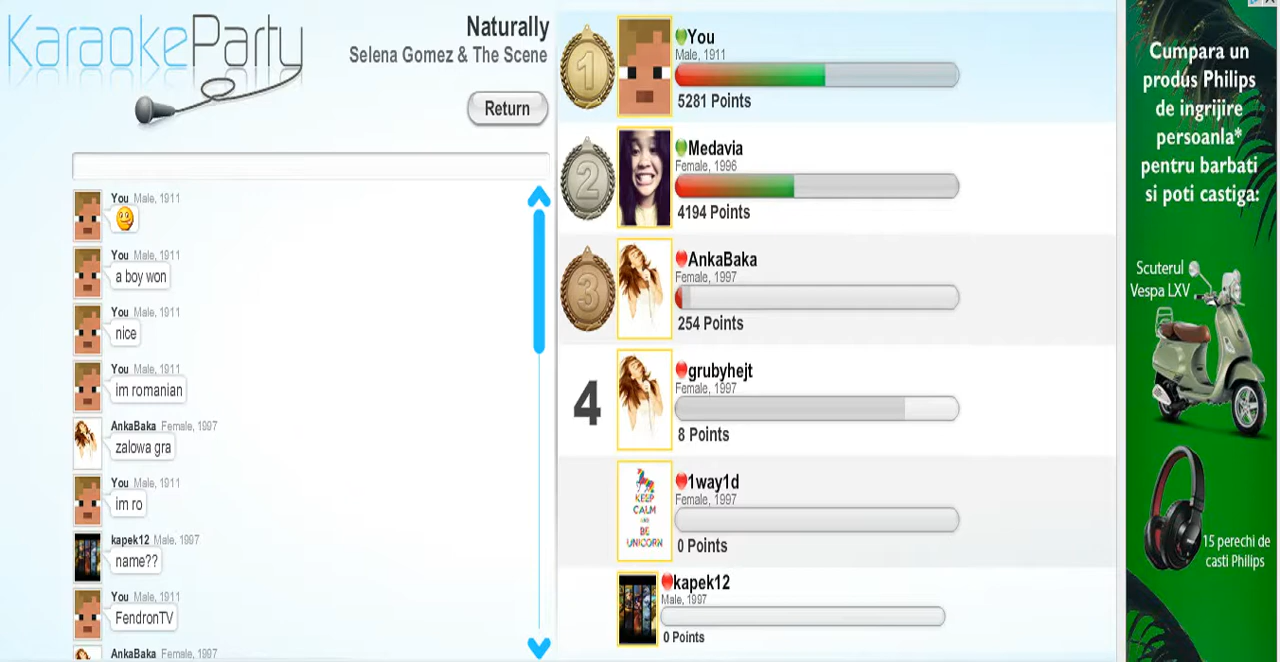 KaraokeParty
Naturally
Selena Gomez & The Scene
Return
You Male, 1911
You Male, 1911
a boy won
You Male, 1911
nice
You Male, 1911
im romanian
AnkaBaka Female, 1997
zalowa gra
You Male, 1911
im ro
kapek12 Male, 1997
name??
You Male, 1911
FendronTV
AnkaBaka Female, 1997
1
You
Male, 1911
5281 Points
2
Medavia
Female, 1996
4194 Points
3
AnkaBaka
Female, 1997
254 Points
4
grubyhejt
Female, 1997
8 Points
KEEP
CALM
AND
BE
UNICORN
1way1d
Female, 1997
0 Points
kapek12
Male, 1997
0 Points
Cumpara un
produs Philips
de ingrijire
persoanla*
pentru barbati
si poti castiga:
Scuterul
Vespa LXV
15 perechi de
casti Philips